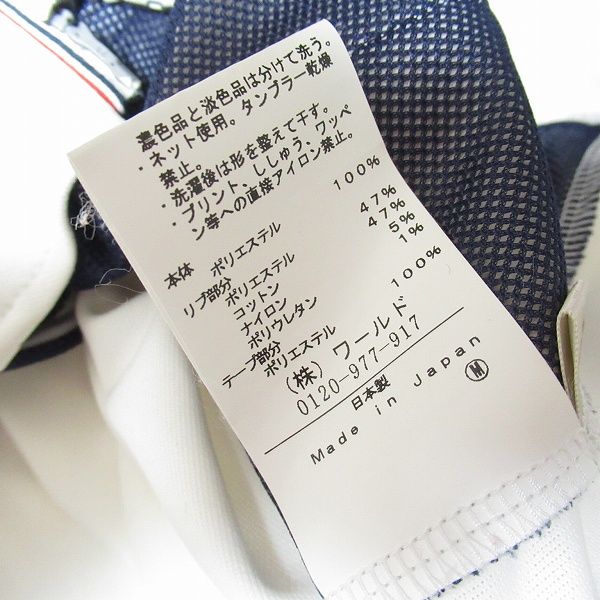 濃色品と淡色品は分けて洗う。
・ネット使用。タンブラー乾燥
禁止。
・洗濯後は形を整えて干す。
・プリント、ししゅう、ワッペ
ン等への直接アイロン禁止。
本体 ポリエステル 100%
リブ部分
ポリエステル 47%
コットン 47%
ナイロン 5%
ポリウレタン 1%
テープ部分
ポリエステル 100%
(株) ワールド
0120-977-917
日本製
Made in Japan
M